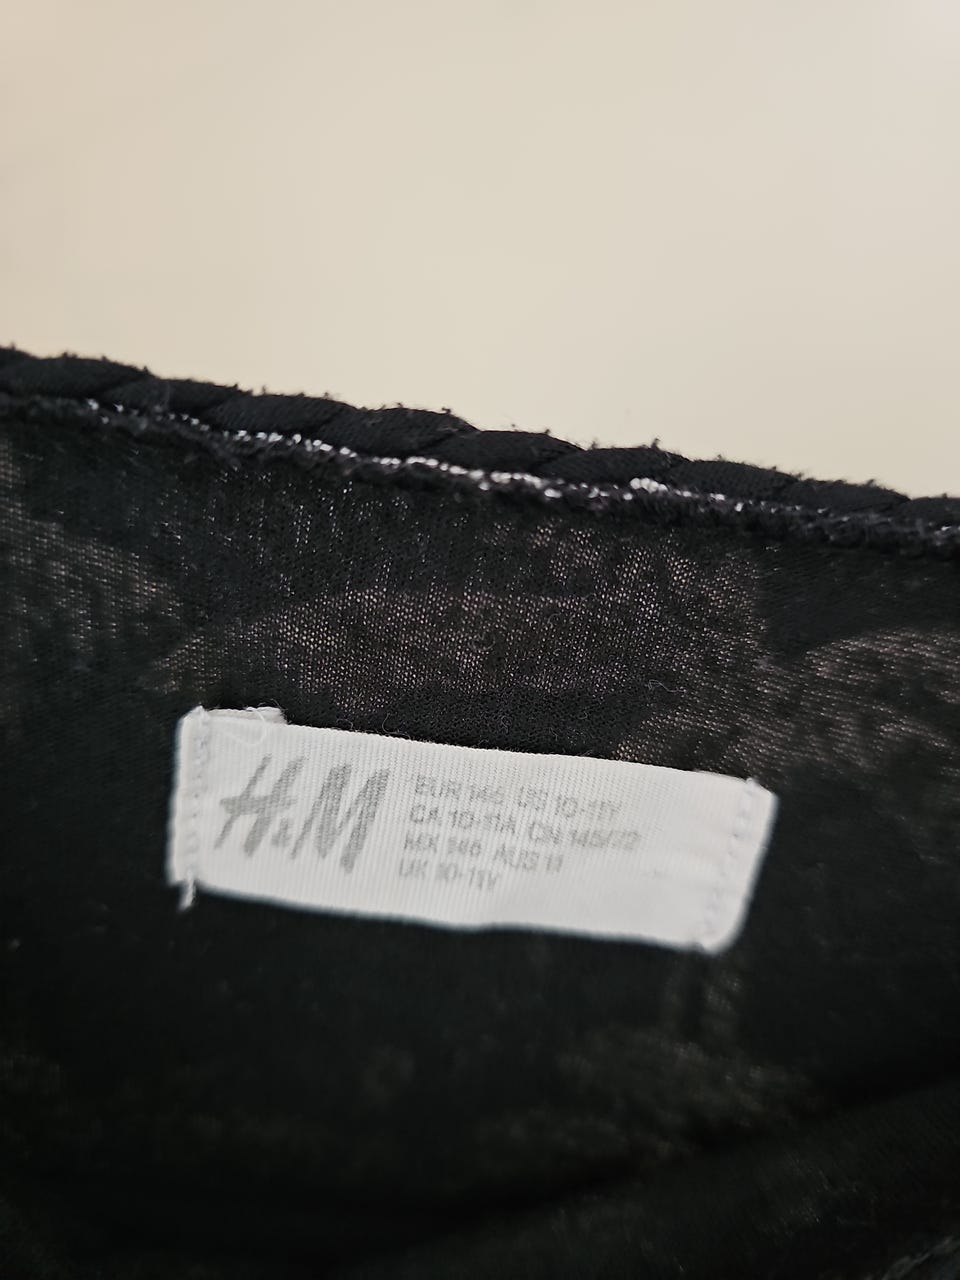 H&M
EUR 146 US 10-11Y
CA 10-11A CN 146/72
MX 146 AUS 11
UK 10-11Y